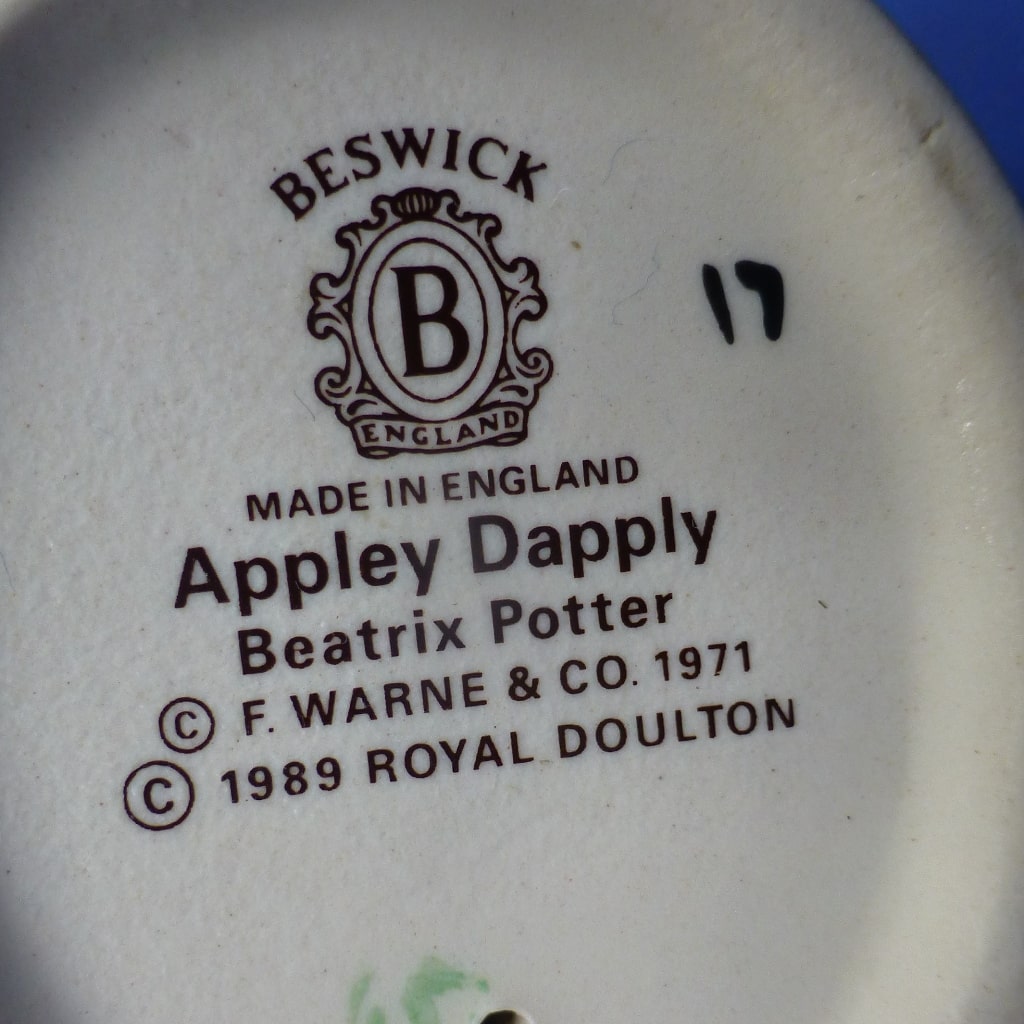 BESWICK
B
ENGLAND
17
MADE IN ENGLAND
Appley Dapply
Beatrix Potter
© F. WARNE & CO. 1971
© 1989 ROYAL DOULTON